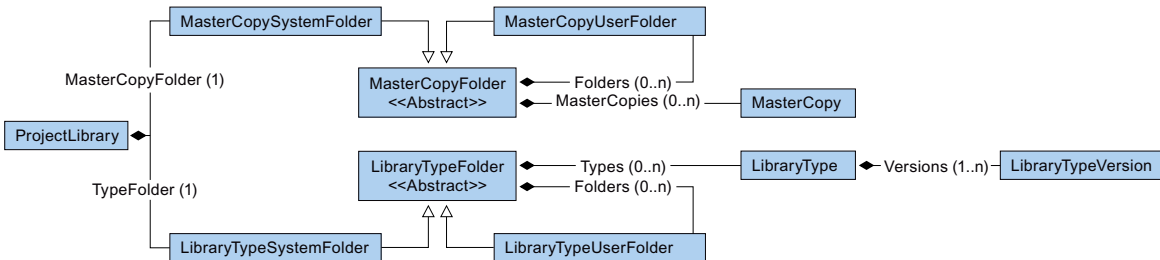 MasterCopySystemFolder
MasterCopyUserFolder
MasterCopyFolder (1)
MasterCopyFolder
<<Abstract>>
Folders (0..n)
MasterCopies (0..n)
MasterCopy
ProjectLibrary
LibraryTypeFolder
<<Abstract>>
Types (0..n)
LibraryType
Versions (1..n)
LibraryTypeVersion
Folders (0..n)
TypeFolder (1)
LibraryTypeSystemFolder
LibraryTypeUserFolder